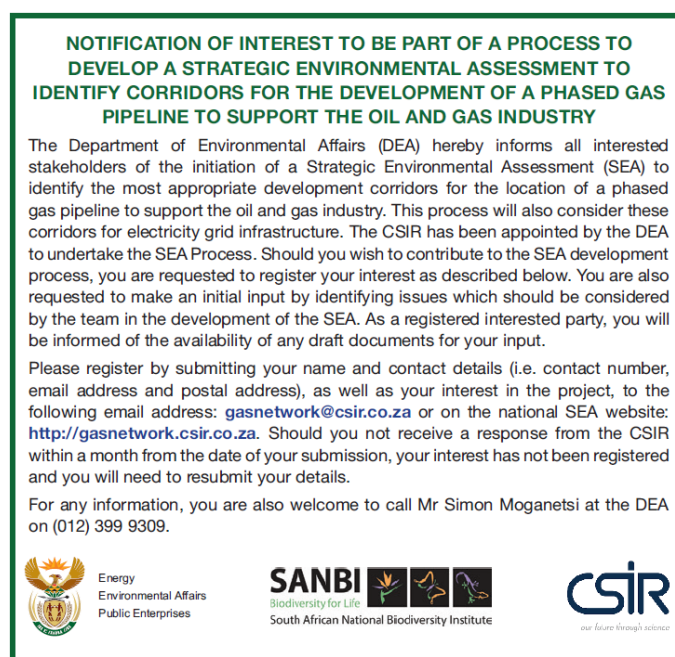 NOTIFICATION OF INTEREST TO BE PART OF A PROCESS TO
DEVELOP A STRATEGIC ENVIRONMENTAL ASSESSMENT TO
IDENTIFY CORRIDORS FOR THE DEVELOPMENT OF A PHASED GAS
PIPELINE TO SUPPORT THE OIL AND GAS INDUSTRY
The Department of Environmental Affairs (DEA) hereby informs all interested
stakeholders of the initiation of a Strategic Environmental Assessment (SEA) to
identify the most appropriate development corridors for the location of a phased
gas pipeline to support the oil and gas industry. This process will also consider these
corridors for electricity grid infrastructure. The CSIR has been appointed by the DEA
to undertake the SEA Process. Should you wish to contribute to the SEA development
process, you are requested to register your interest as described below. You are also
requested to make an initial input by identifying issues which should be considered
by the team in the development of the SEA. As a registered interested party, you will
be informed of the availability of any draft documents for your input.
Please register by submitting your name and contact details (i.e. contact number,
email address and postal address), as well as your interest in the project, to the
following email address: gasnetwork@csir.co.za or on the national SEA website:
http://gasnetwork.csir.co.za. Should you not receive a response from the CSIR
within a month from the date of your submission, your interest has not been registered
and you will need to resubmit your details.
For any information, you are also welcome to call Mr Simon Moganetsi at the DEA
on (012) 399 9309.
Energy
Environmental Affairs
Public Enterprises
SANBI
Biodiversity for Life
South African National Biodiversity Institute
CSIR
our future through science